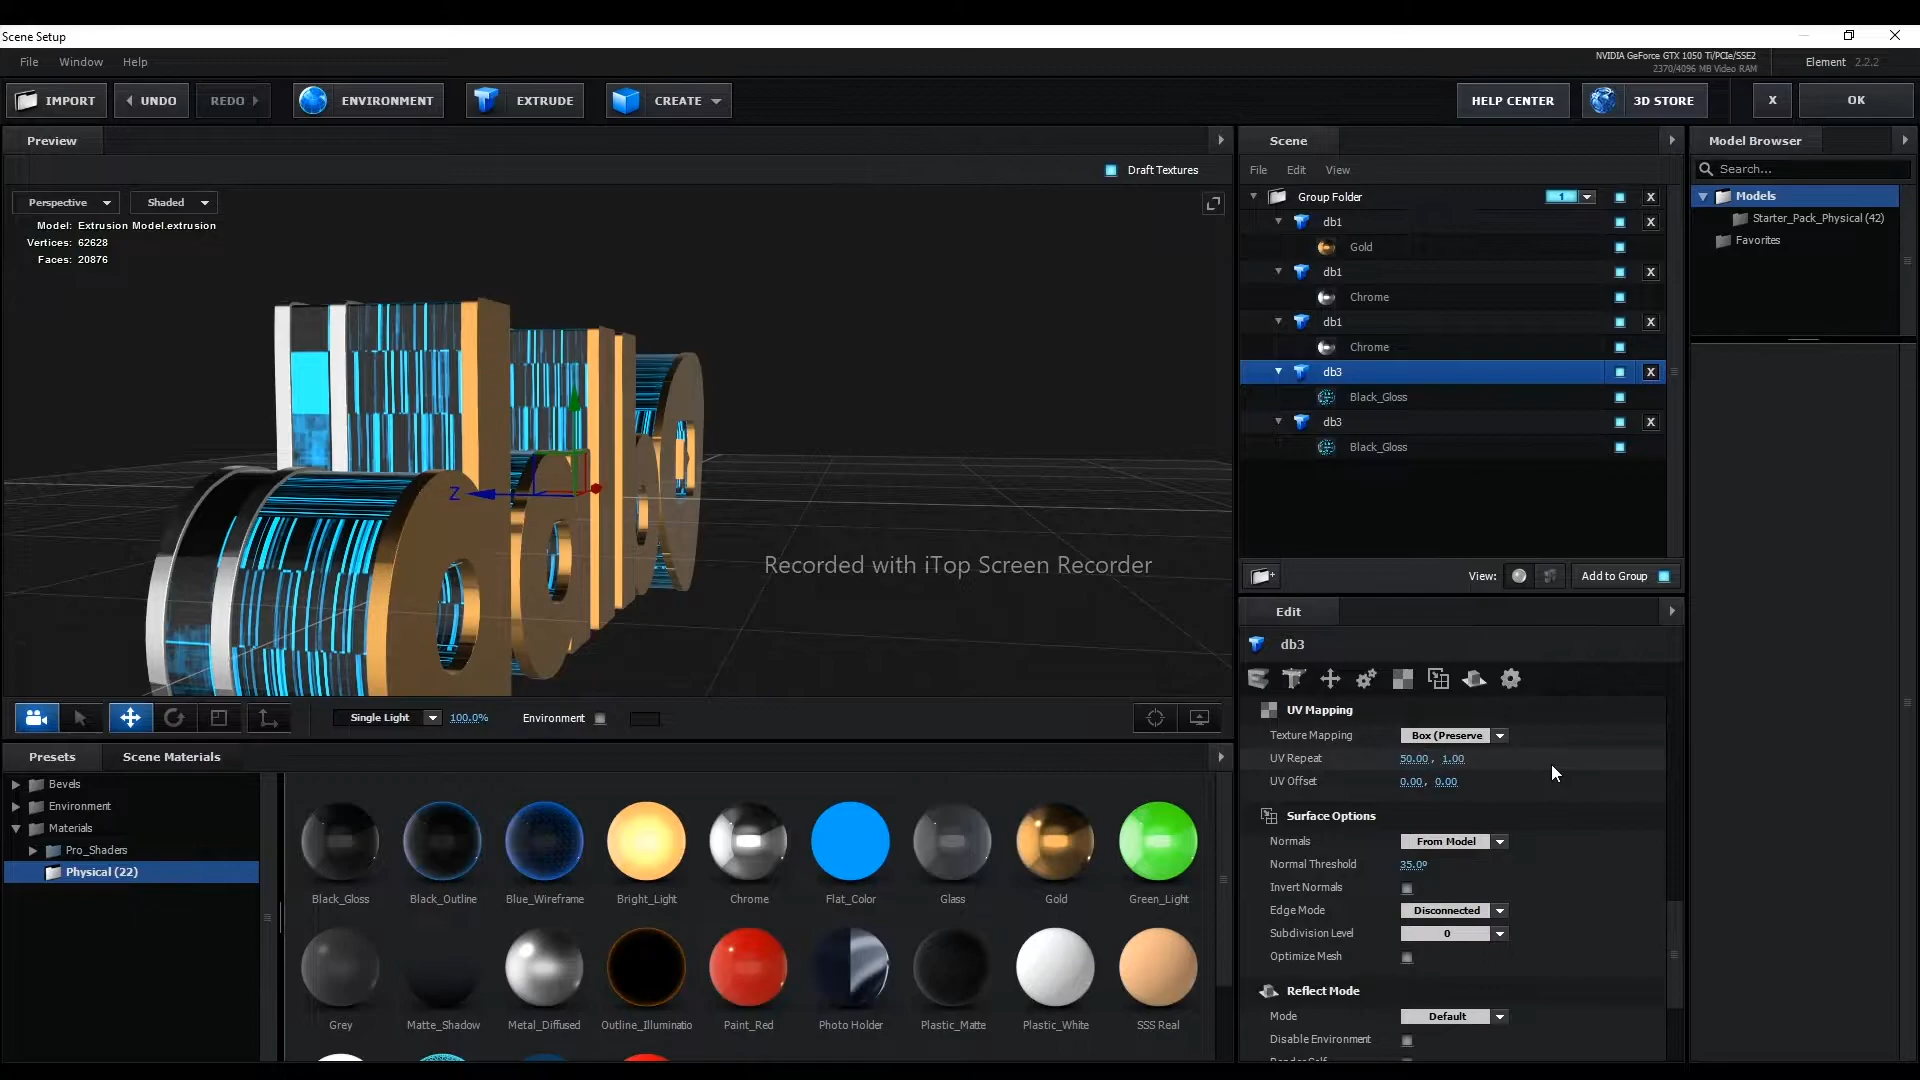 Scene Setup
File Window Help
NVIDIA GeForce GTX 1050 Ti/PCIe/SSE2
2370/4096 MB Video RAM
Element 2.2.2
IMPORT UNDO REDO ENVIRONMENT EXTRUDE CREATE HELP CENTER 3D STORE X OK
Preview
Draft Textures
Perspective Shaded
Model: Extrusion Model.extrusion
Vertices: 62628
Faces: 20876
Z
Recorded with iTop Screen Recorder
Single Light 100.0% Environment
Scene
File Edit View
Group Folder 1 X
db1 X
Gold
db1 X
Chrome
db1 X
Chrome
db3 X
Black_Gloss
db3 X
Black_Gloss
View: Add to Group
Model Browser
Search...
Models
Starter_Pack_Physical (42)
Favorites
Edit
db3
UV Mapping
Texture Mapping Box (Preserve
UV Repeat 50.00, 1.00
UV Offset 0.00, 0.00
Surface Options
Normals From Model
Normal Threshold 35.0º
Invert Normals
Edge Mode Disconnected
Subdivision Level 0
Optimize Mesh
Reflect Mode
Mode Default
Disable Environment
Presets Scene Materials
Bevels
Environment
Materials
Pro_Shaders
Physical (22)
Black_Gloss Black_Outline Blue_Wireframe Bright_Light Chrome Flat_Color Glass Gold Green_Light
Grey Matte_Shadow Metal_Diffused Outline_Illuminatio Paint_Red Photo Holder Plastic_Matte Plastic_White SSS Real